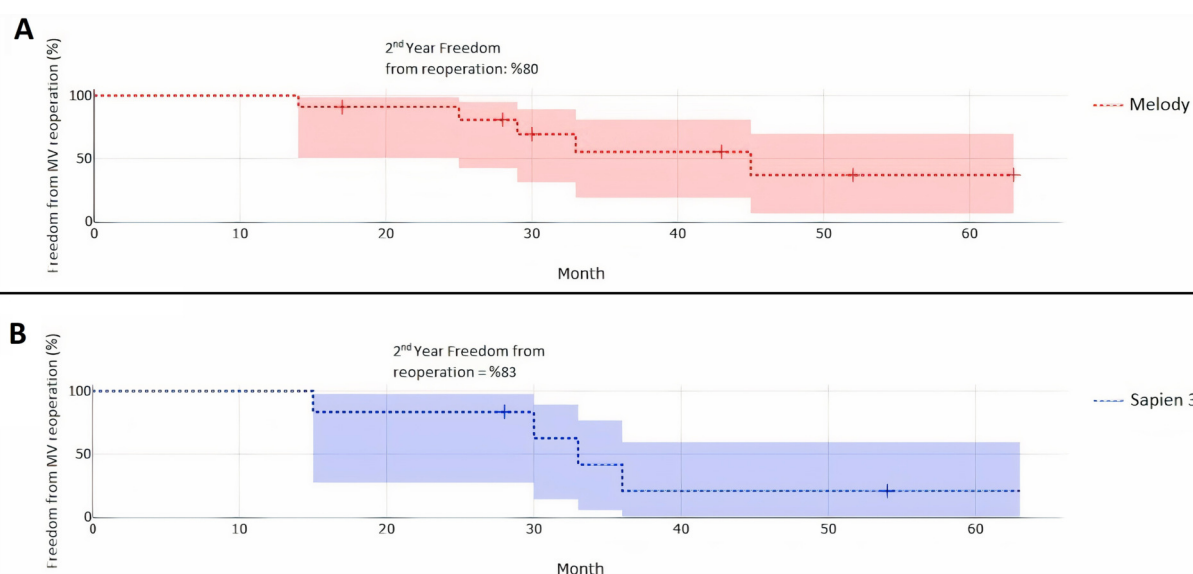 A
Freedom from MV reoperation (%)
2nd Year Freedom
from reoperation: %80
100
50
0
0 10 20 30 40 50 60
Month
Melody
B
Freedom from MV reoperation (%)
2nd Year Freedom from
reoperation = %83
100
50
0
0 10 20 30 40 50 60
Month
Sapien 3